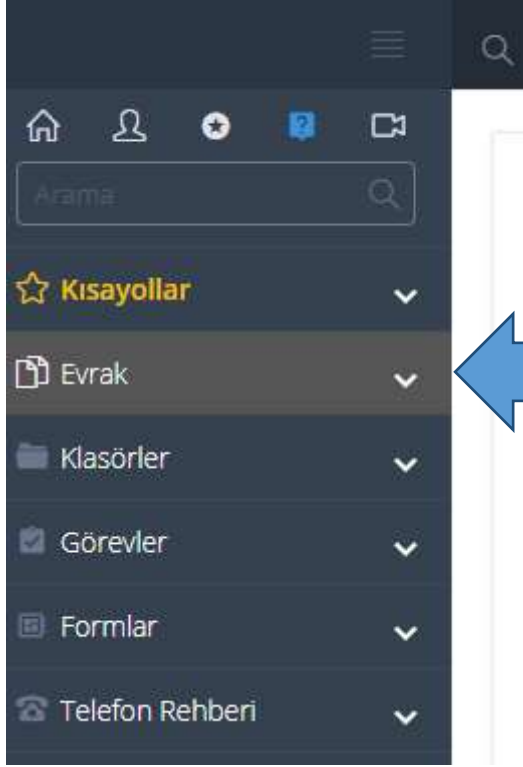 Arama
Kısayollar
Evrak
Klasörler
Görevler
Formlar
Telefon Rehberi